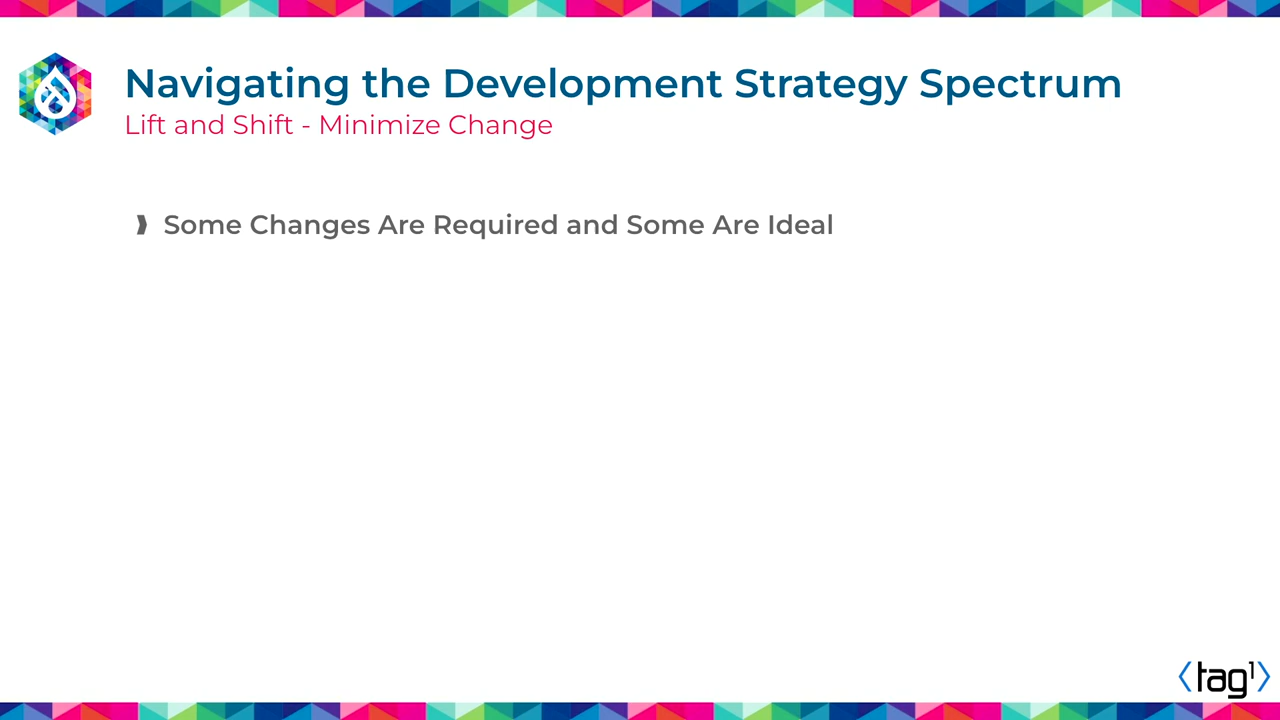 Navigating the Development Strategy Spectrum
Lift and Shift - Minimize Change
Some Changes Are Required and Some Are Ideal
tag1